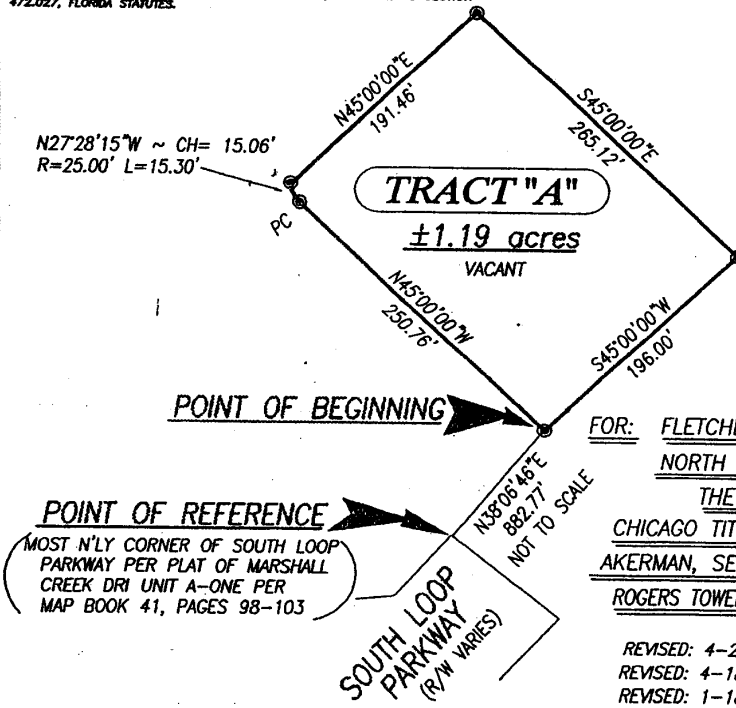 472.027, FLORIDA STATUTES.
N45°00'00"E
191.46'
S45°00'00"E
265.12'
N27°28'15"W ~ CH= 15.06'
R=25.00' L=15.30'
TRACT "A"
±1.19 acres
VACANT
PC
N45°00'00"W
250.76'
S45°00'00"W
196.00'
POINT OF BEGINNING
N38°06'46"E
882.77'
NOT TO SCALE
POINT OF REFERENCE
MOST N'LY CORNER OF SOUTH LOOP
PARKWAY PER PLAT OF MARSHALL
CREEK DRI UNIT A-ONE PER
MAP BOOK 41, PAGES 98-103
SOUTH LOOP
PARKWAY
(R/W VARIES)
FOR: FLETCH
NORTH
THE
CHICAGO TIT
AKERMAN, SE
ROGERS TOWE
REVISED: 4-2
REVISED: 4-1
REVISED: 1-1